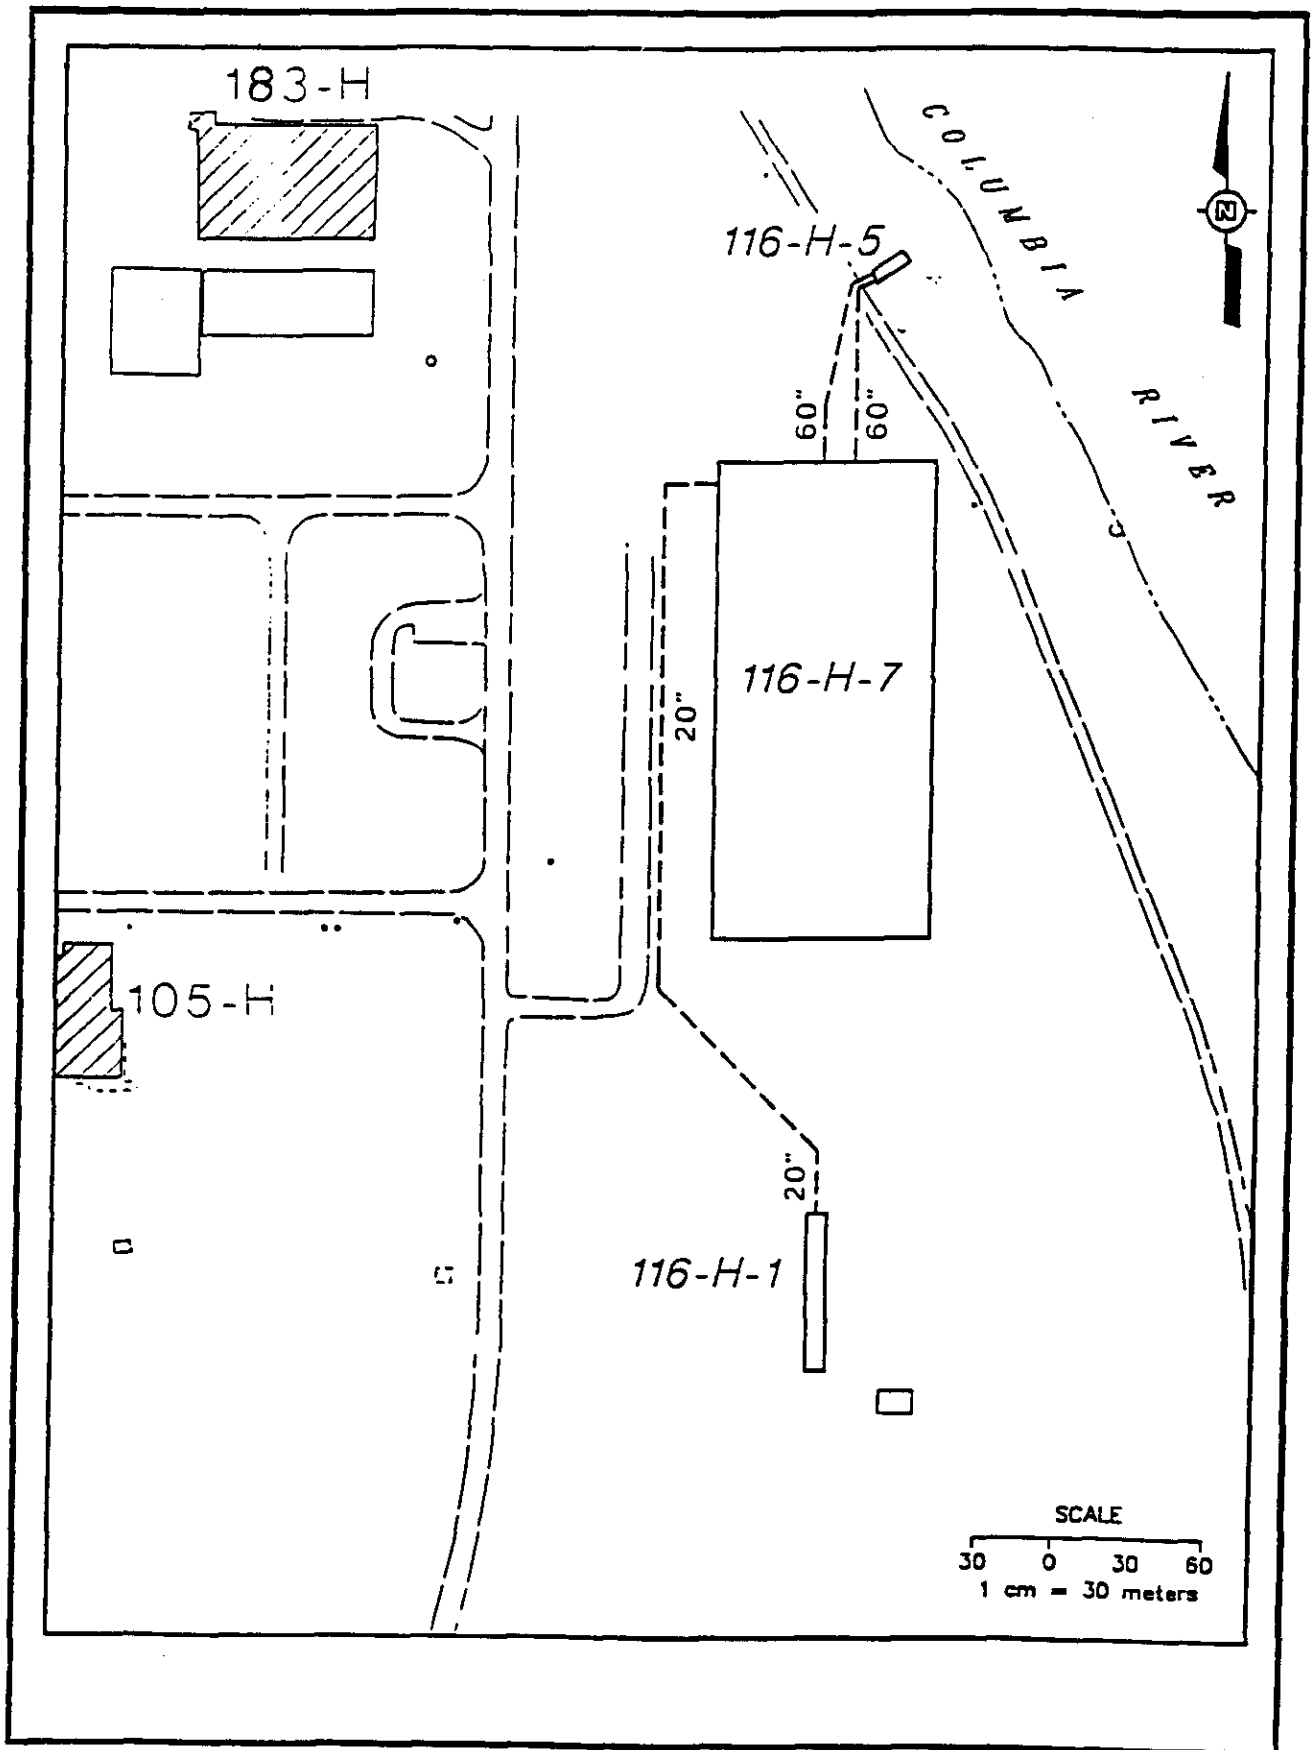 183-H
COLUMBIA
RIVER
N
116-H-5
60"
60"
116-H-7
20"
105-H
20"
116-H-1
SCALE
30 0 30 60
1 cm = 30 meters